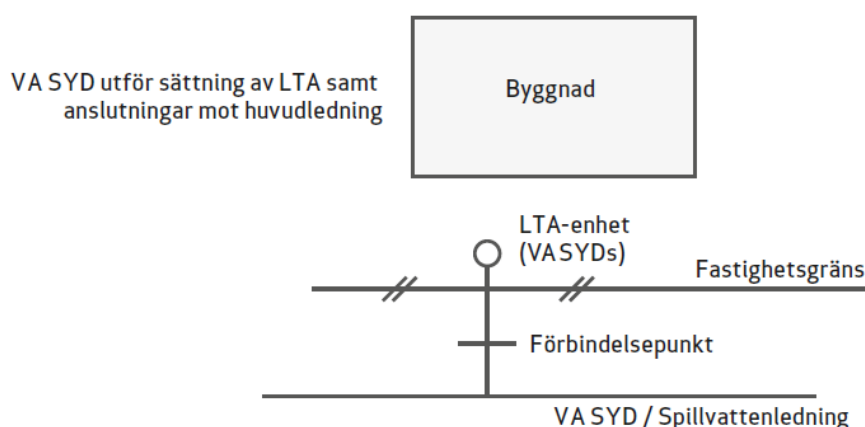 VA SYD utför sättning av LTA samt
anslutningar mot huvudledning
Byggnad
LTA-enhet
(VA SYDs)
Fastighetsgräns
Förbindelsepunkt
VA SYD / Spillvattenledning